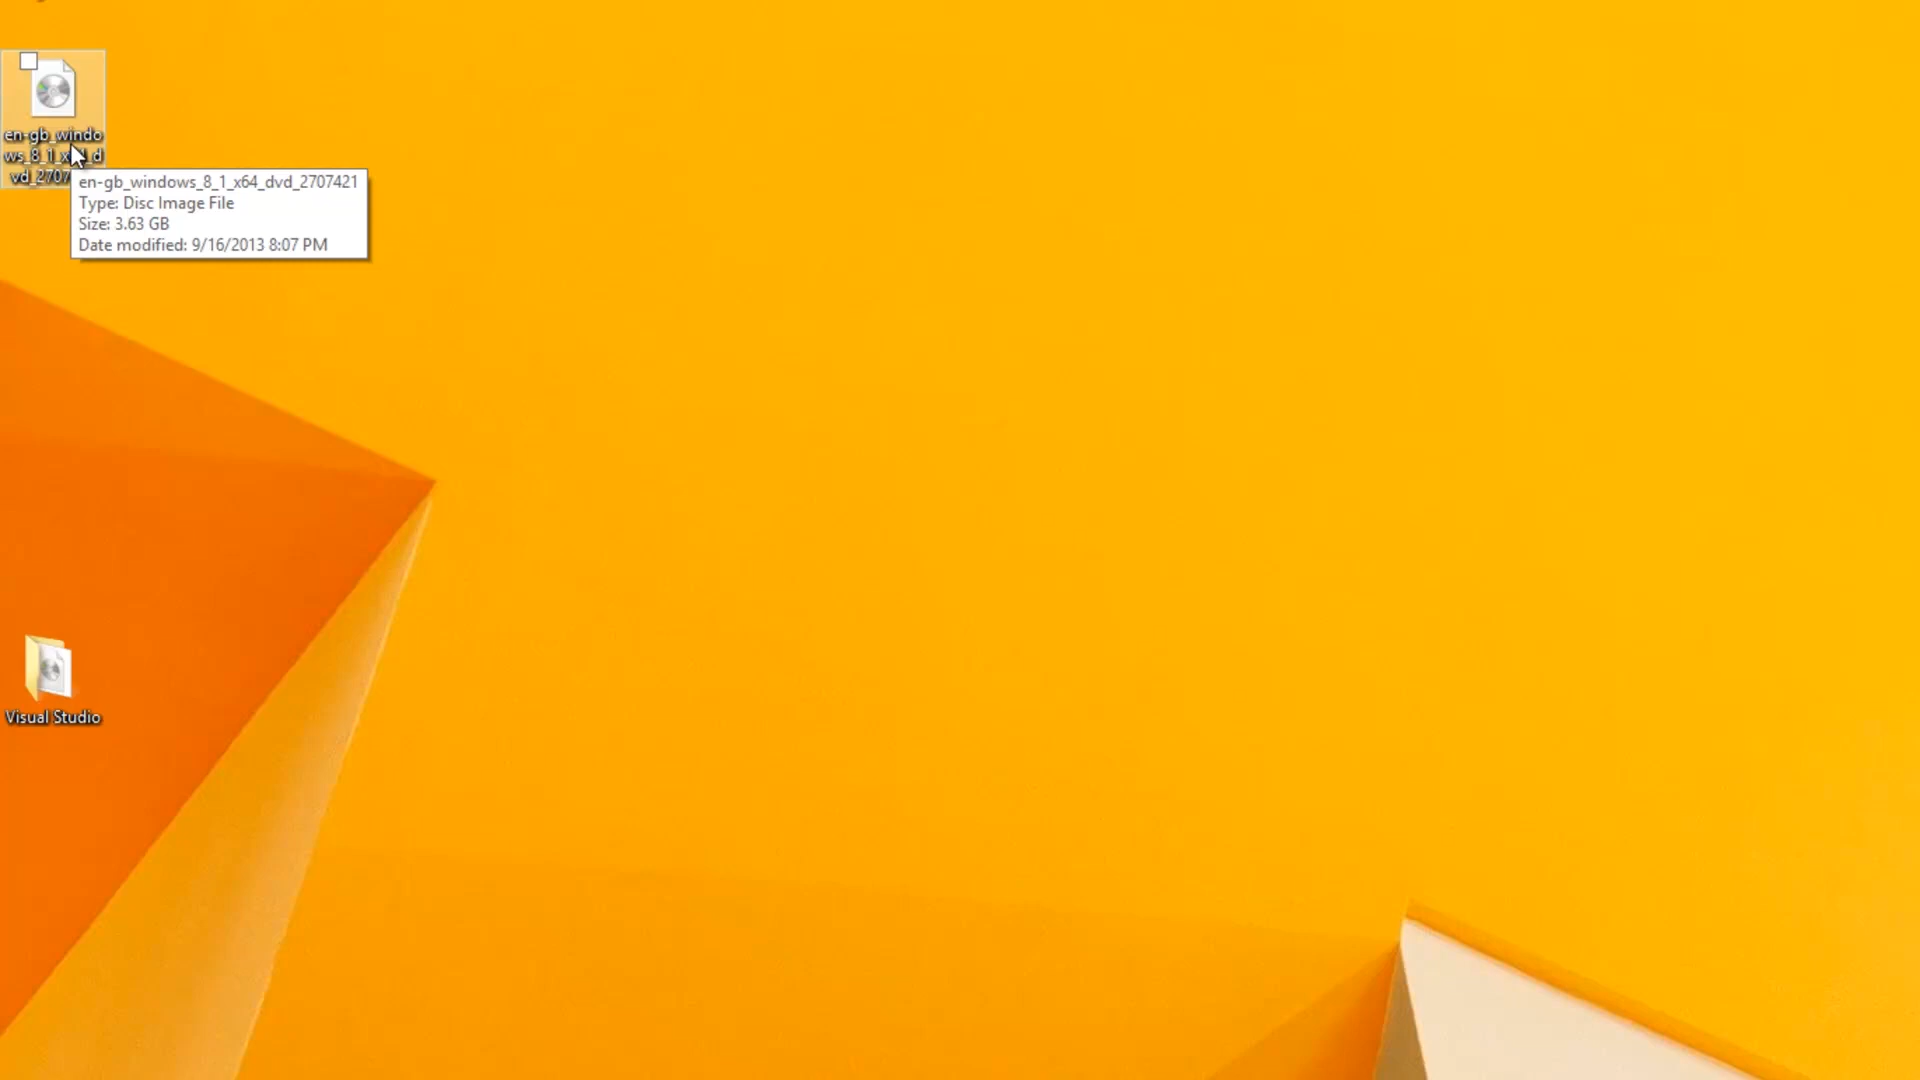 en-gb_windo
ws_8_1_x64_d
vd_2707
en-gb_windows_8_1_x64_dvd_2707421
Type: Disc Image File
Size: 3.63 GB
Date modified: 9/16/2013 8:07 PM
Visual Studio